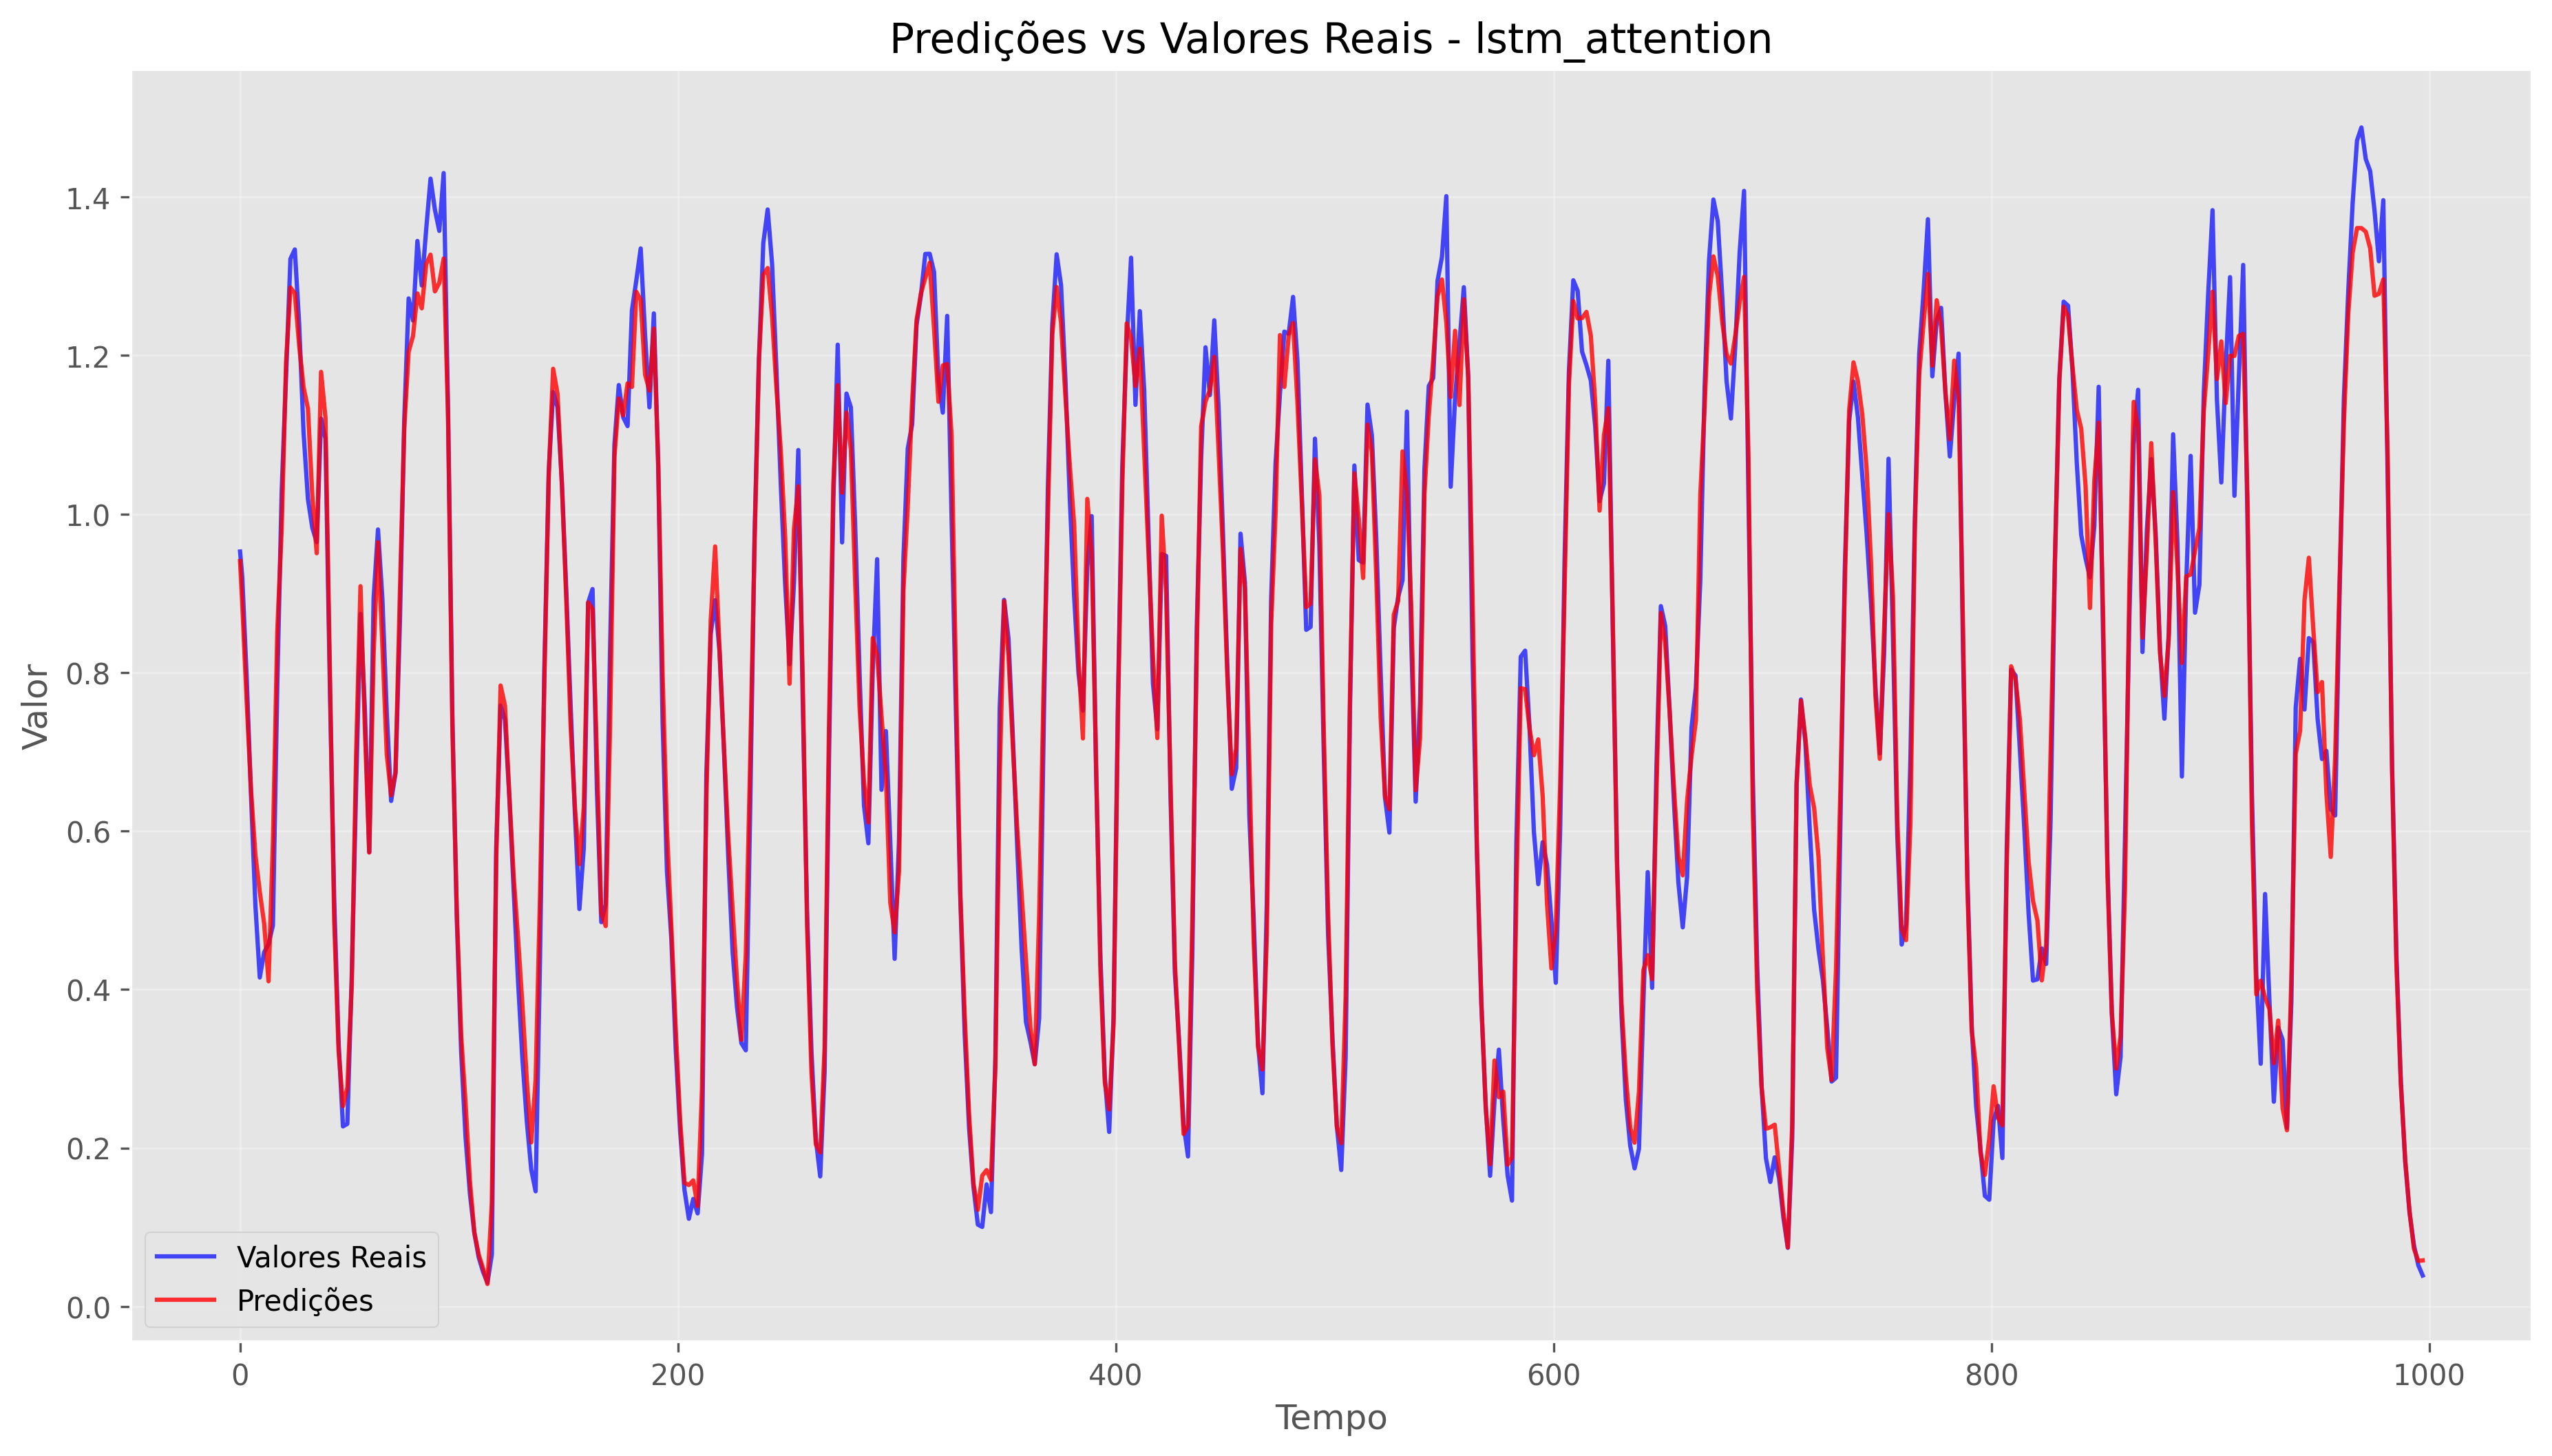 Predições vs Valores Reais - lstm_attention
Valor
1.4
1.2
1.0
0.8
0.6
0.4
0.2
0.0
Valores Reais
Predições
0 200 400 600 800 1000
Tempo